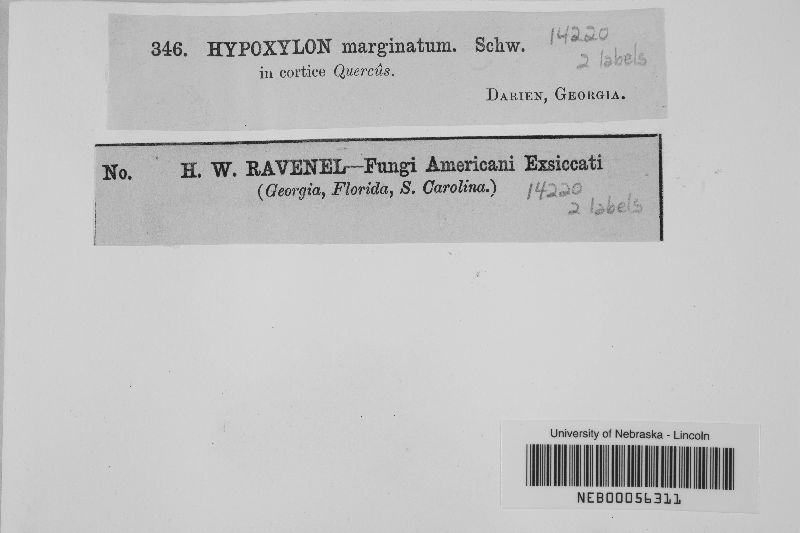 346. HYPOXYLON marginatum. Schw. 14220
2 labels
in cortice Quercûs.
DARIEN, GEORGIA.
No. H. W. RAVENEL—Fungi Americani Exsiccati
(Georgia, Florida, S. Carolina.) 14220
2 labels
University of Nebraska - Lincoln
NEB00056311